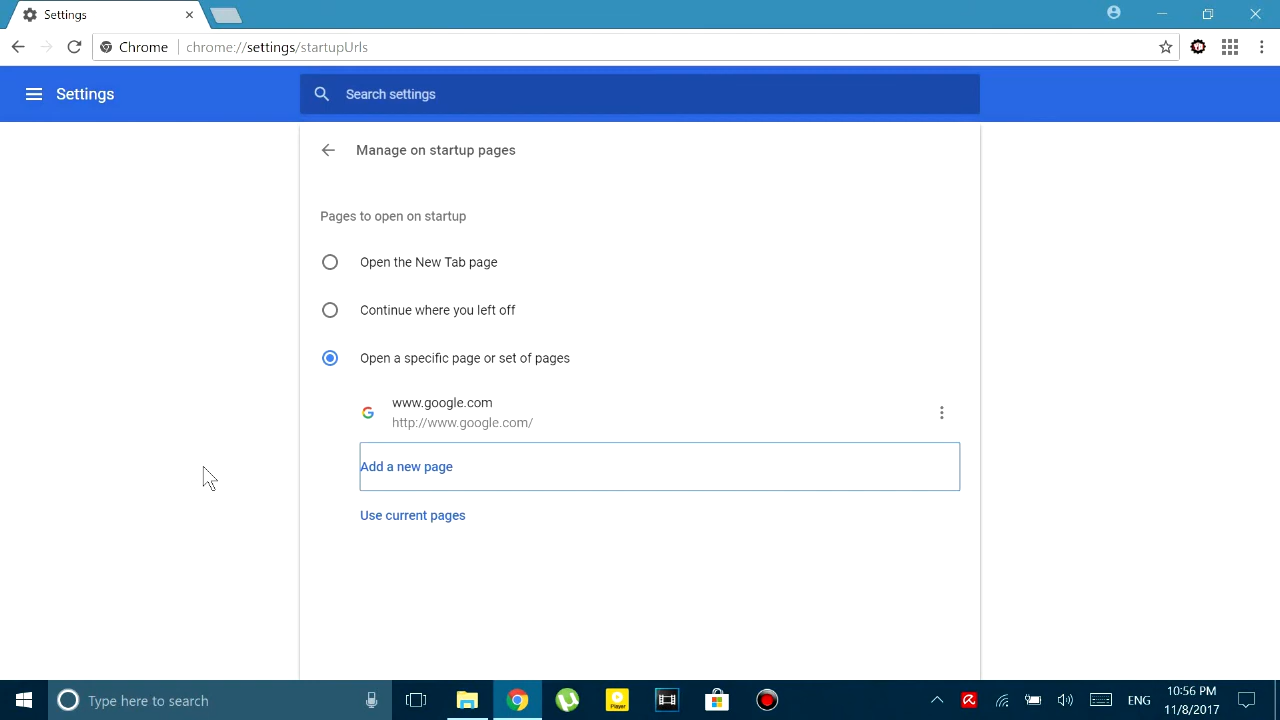 Settings
Chrome chrome://settings/startupUrls
Settings
Search settings
Manage on startup pages
Pages to open on startup
Open the New Tab page
Continue where you left off
Open a specific page or set of pages
www.google.com
http://www.google.com/
Add a new page
Use current pages
Type here to search
Player
ENG
10:56 PM
11/8/2017